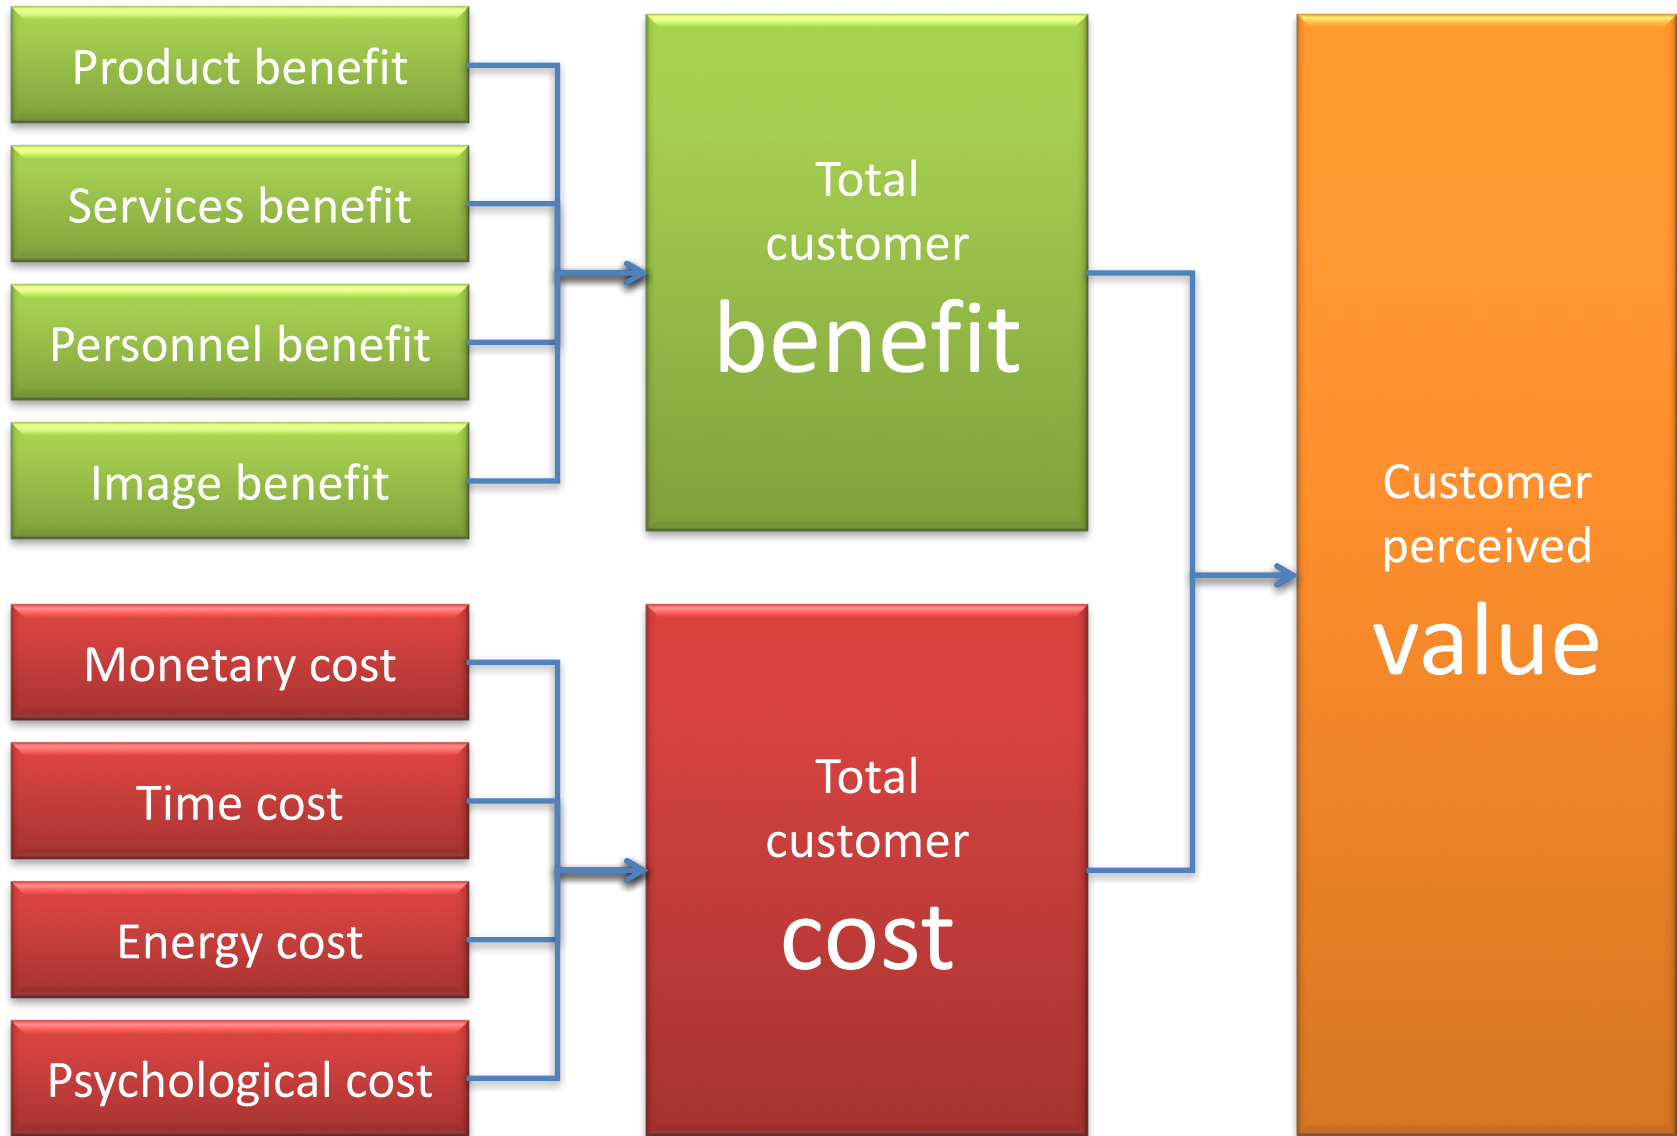 Product benefit
Services benefit
Personnel benefit
Image benefit
Total
customer
benefit
Monetary cost
Time cost
Energy cost
Psychological cost
Total
customer
cost
Customer
perceived
value